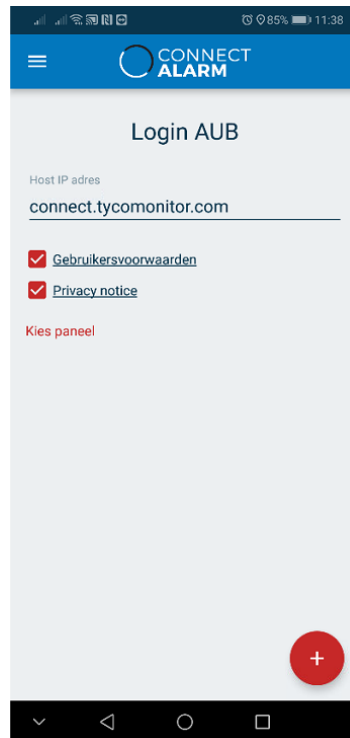 85% 11:38
CONNECT
ALARM
Login AUB
Host IP adres
connect.tycomonitor.com
Gebruikersvoorwaarden
Privacy notice
Kies paneel
+